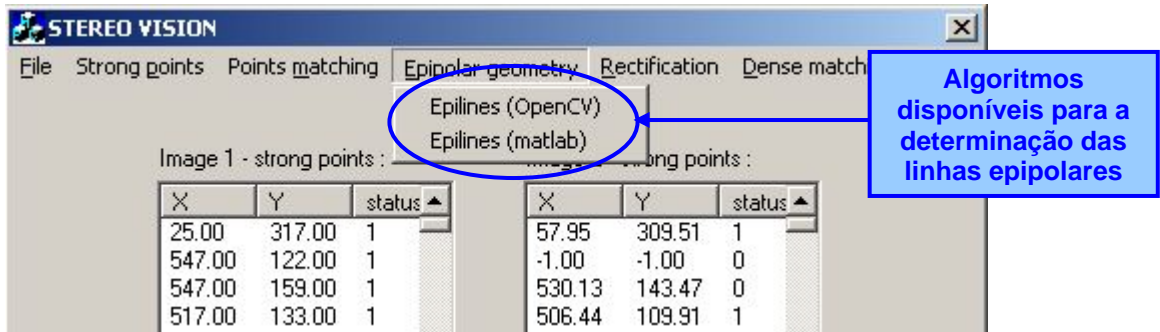 STEREO VISION
File Strong points Points matching Epipolar geometry Rectification Dense match
Epilines (OpenCV)
Epilines (matlab)
Algoritmos
disponíveis para a
determinação das
linhas epipolares
Image 1 - strong points :
strong points :
X Y status
25.00 317.00 1
547.00 122.00 1
547.00 159.00 1
517.00 133.00 1
X Y status
57.95 309.51 1
-1.00 -1.00 0
530.13 143.47 0
506.44 109.91 1